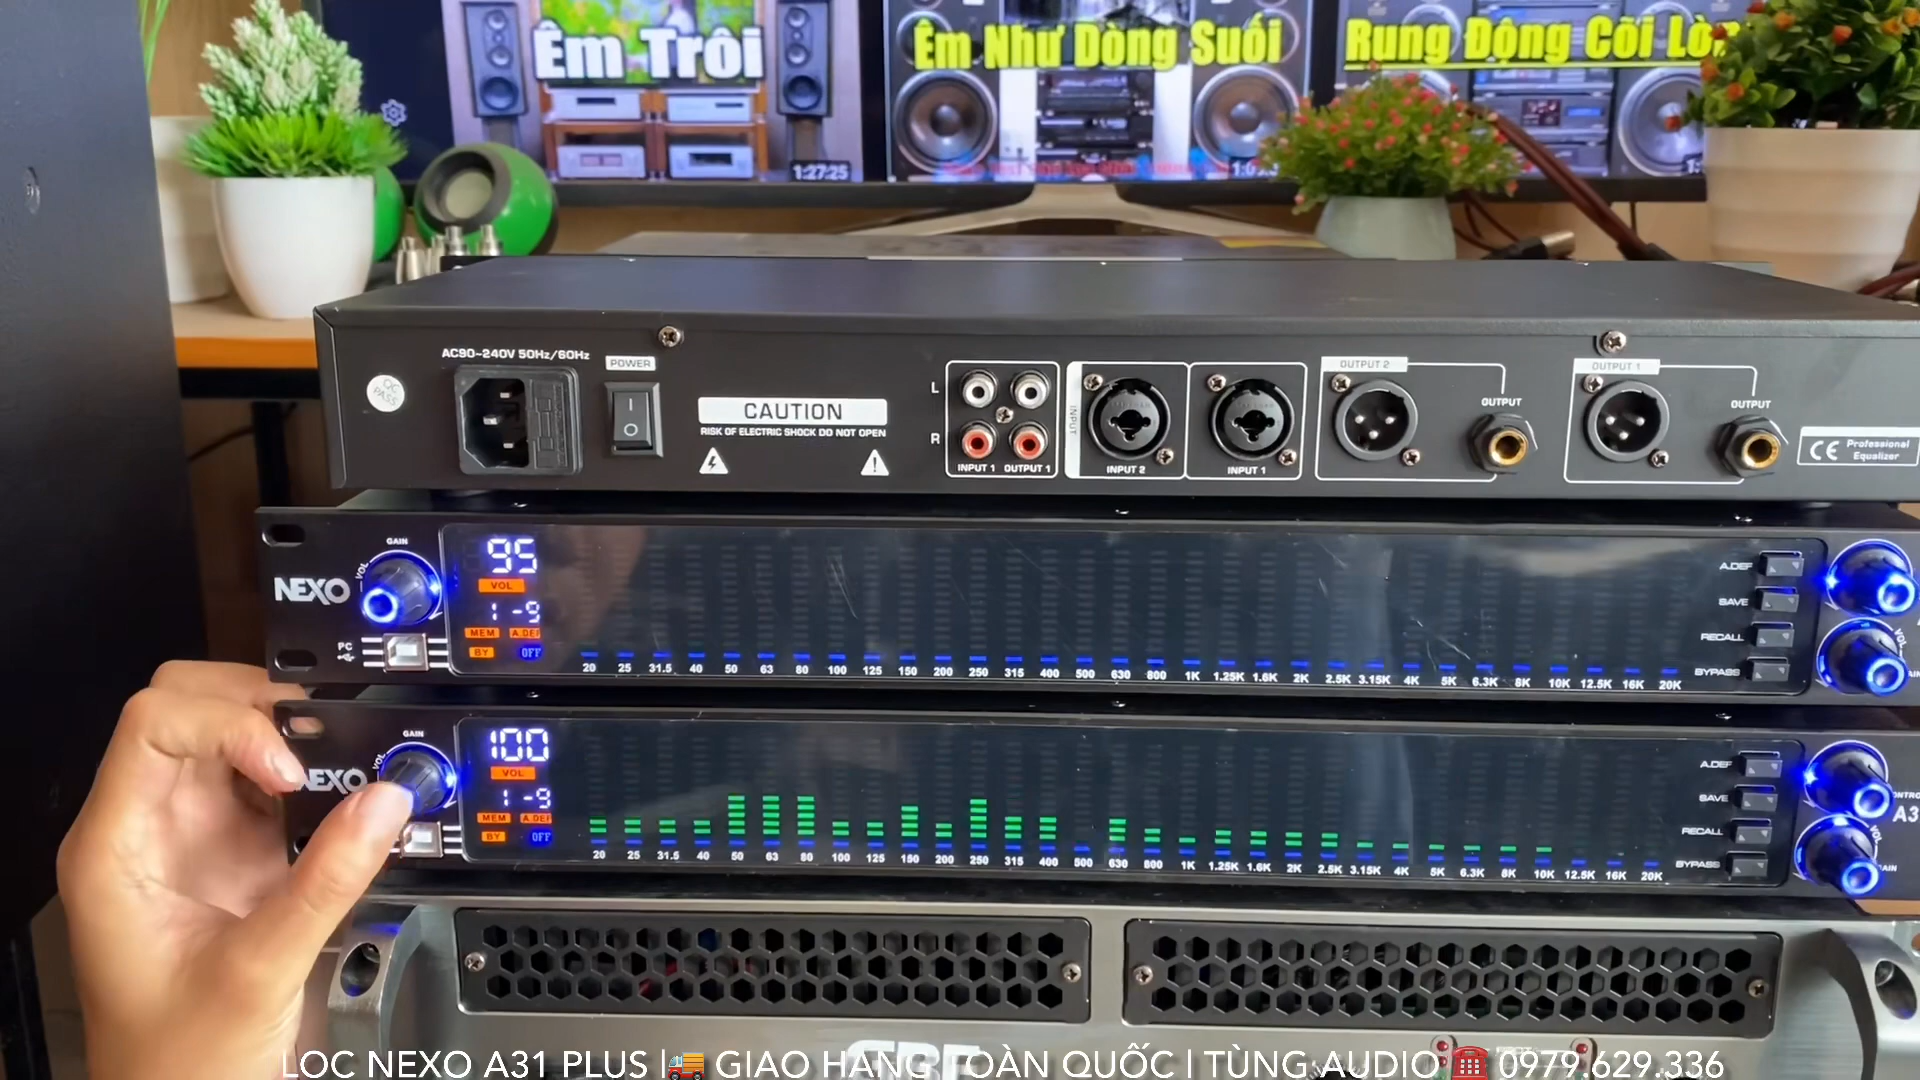 Êm Trôi
1:27:25
Êm Như Dòng Suối
Rung Động Cõi Lòn
AC90~240V 50Hz/60Hz
POWER
QC
PASS
CAUTION
RISK OF ELECTRIC SHOCK DO NOT OPEN
L
R
INPUT 1 OUTPUT 1
INPUT
INPUT 2
INPUT 1
OUTPUT 2
OUTPUT
OUTPUT 1
OUTPUT
CE Professional
Equalizer
GAIN
VOL
NEXO
PC
95
VOL
1 -9
MEM A.DEF
BY OFF
20 25 31.5 40 50 63 80 100 125 150 200 250 315 400 500 630 800 1K 1.25K 1.6K 2K 2.5K 3.15K 4K 5K 6.3K 8K 10K 12.5K 16K 20K
A.DEF
SAVE
RECALL
BYPASS
GAIN
VOL
NEXO
100
VOL
1 -9
MEM A.DEF
BY OFF
20 25 31.5 40 50 63 80 100 125 150 200 250 315 400 500 630 800 1K 1.25K 1.6K 2K 2.5K 3.15K 4K 5K 6.3K 8K 10K 12.5K 16K 20K
A.DEF
SAVE
RECALL
BYPASS
A3
LỌC NEXO A31 PLUS | 🚚 GIAO HÀNG TOÀN QUỐC | TÙNG AUDIO ☎️ 0979.629.336